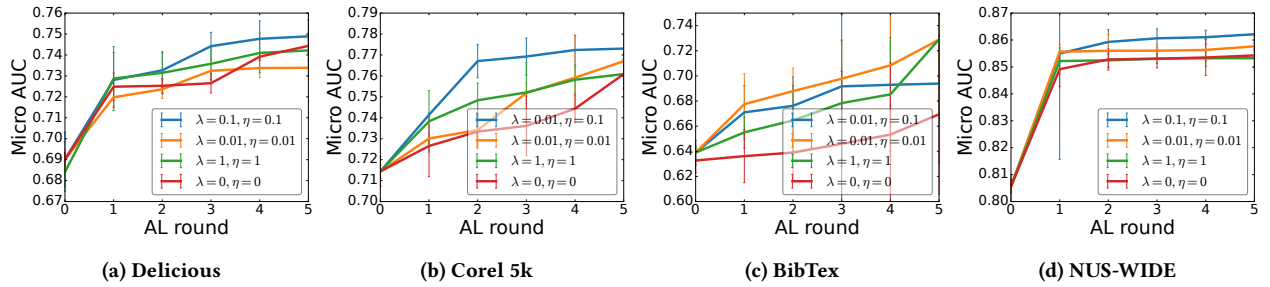 Micro AUC
0.76
0.75
0.74
0.73
0.72
0.71
0.70
0.69
0.68
0.67
λ = 0.1, η = 0.1
λ = 0.01, η = 0.01
λ = 1, η = 1
λ = 0, η = 0
0 1 2 3 4 5
AL round
(a) Delicious
Micro AUC
0.79
0.78
0.77
0.76
0.75
0.74
0.73
0.72
0.71
0.70
λ = 0.01, η = 0.1
λ = 0.01, η = 0.01
λ = 1, η = 1
λ = 0, η = 0
0 1 2 3 4 5
AL round
(b) Corel 5k
Micro AUC
0.74
0.72
0.70
0.68
0.66
0.64
0.62
0.60
λ = 0.01, η = 0.1
λ = 0.01, η = 0.01
λ = 1, η = 1
λ = 0, η = 0
0 1 2 3 4 5
AL round
(c) BibTex
Micro AUC
0.87
0.86
0.85
0.84
0.83
0.82
0.81
0.80
λ = 0.1, η = 0.1
λ = 0.01, η = 0.01
λ = 1, η = 1
λ = 0, η = 0
0 1 2 3 4 5
AL round
(d) NUS-WIDE